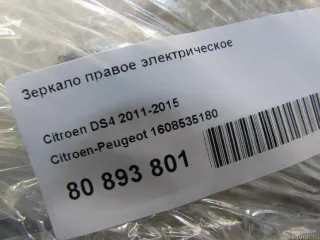 Зеркало правое электрическое
Citroen DS4 2011-2015
Citroen-Peugeot 1608535180
80 893 801